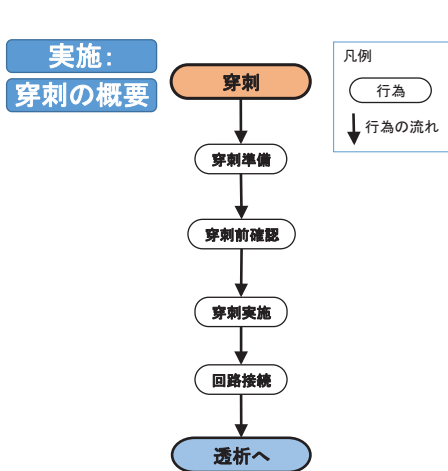 実施：
穿刺の概要
穿刺
穿刺準備
穿刺前確認
穿刺実施
回路接続
透析へ
凡例
行為
行為の流れ